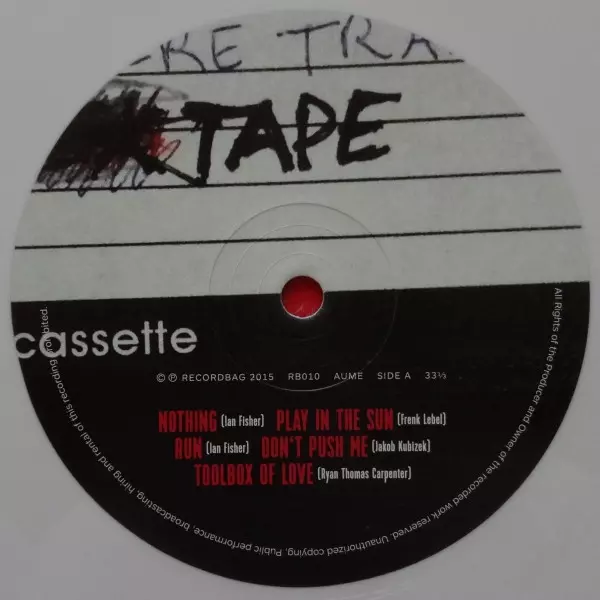 TAPE
cassette
© ℗ RECORDBAG 2015 RB010 AUME SIDE A 33⅓
NOTHING (Ian Fisher) PLAY IN THE SUN (Frenk Lebel)
RUN (Ian Fisher) DON'T PUSH ME (Jakob Kubizek)
TOOLBOX OF LOVE (Ryan Thomas Carpenter)
All Rights of the Producer and Owner of the recorded work reserved. Unauthorized copying, Public performance, broadcasting, hiring and rental of this recording prohibited.